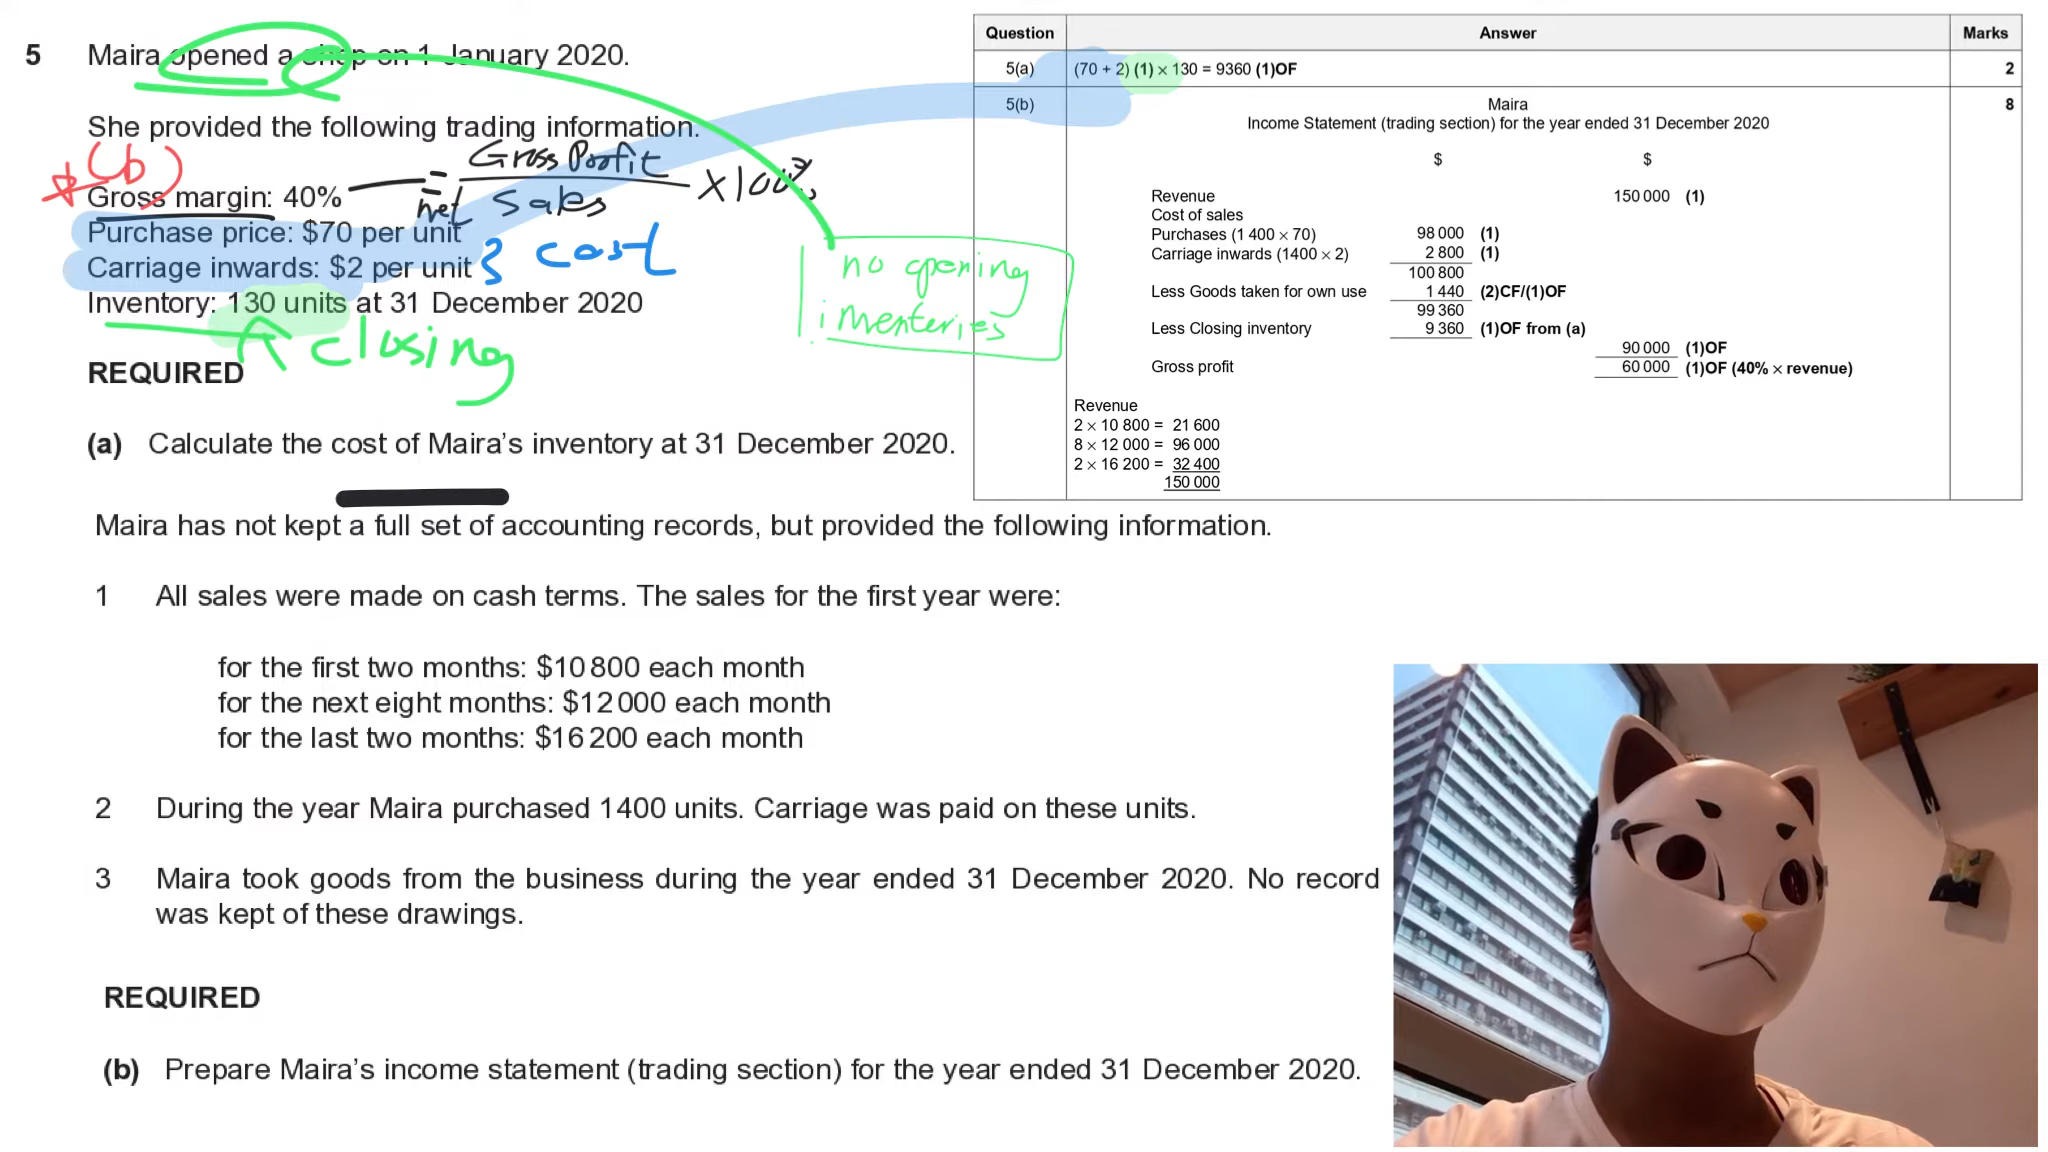 5 Maira opened a shop on 1 January 2020.
She provided the following trading information.
(b)
Gross margin: 40% = Gross Profit / net Sales × 100%
Purchase price: $70 per unit
Carriage inwards: $2 per unit } cost
Inventory: 130 units at 31 December 2020
closing
no opening
inventories
REQUIRED
(a) Calculate the cost of Maira’s inventory at 31 December 2020.
Maira has not kept a full set of accounting records, but provided the following information.
1 All sales were made on cash terms. The sales for the first year were:
for the first two months: $10 800 each month
for the next eight months: $12 000 each month
for the last two months: $16 200 each month
2 During the year Maira purchased 1400 units. Carriage was paid on these units.
3 Maira took goods from the business during the year ended 31 December 2020. No record
was kept of these drawings.
REQUIRED
(b) Prepare Maira’s income statement (trading section) for the year ended 31 December 2020.
Question Answer Marks
5(a) (70 + 2) (1) × 130 = 9360 (1)OF 2
5(b) Maira 8
Income Statement (trading section) for the year ended 31 December 2020
$ $
Revenue 150 000 (1)
Cost of sales
Purchases (1 400 × 70) 98 000 (1)
Carriage inwards (1400 × 2) 2 800 (1)
100 800
Less Goods taken for own use 1 440 (2)CF/(1)OF
99 360
Less Closing inventory 9 360 (1)OF from (a)
90 000 (1)OF
Gross profit 60 000 (1)OF (40% × revenue)
Revenue
2 × 10 800 = 21 600
8 × 12 000 = 96 000
2 × 16 200 = 32 400
150 000